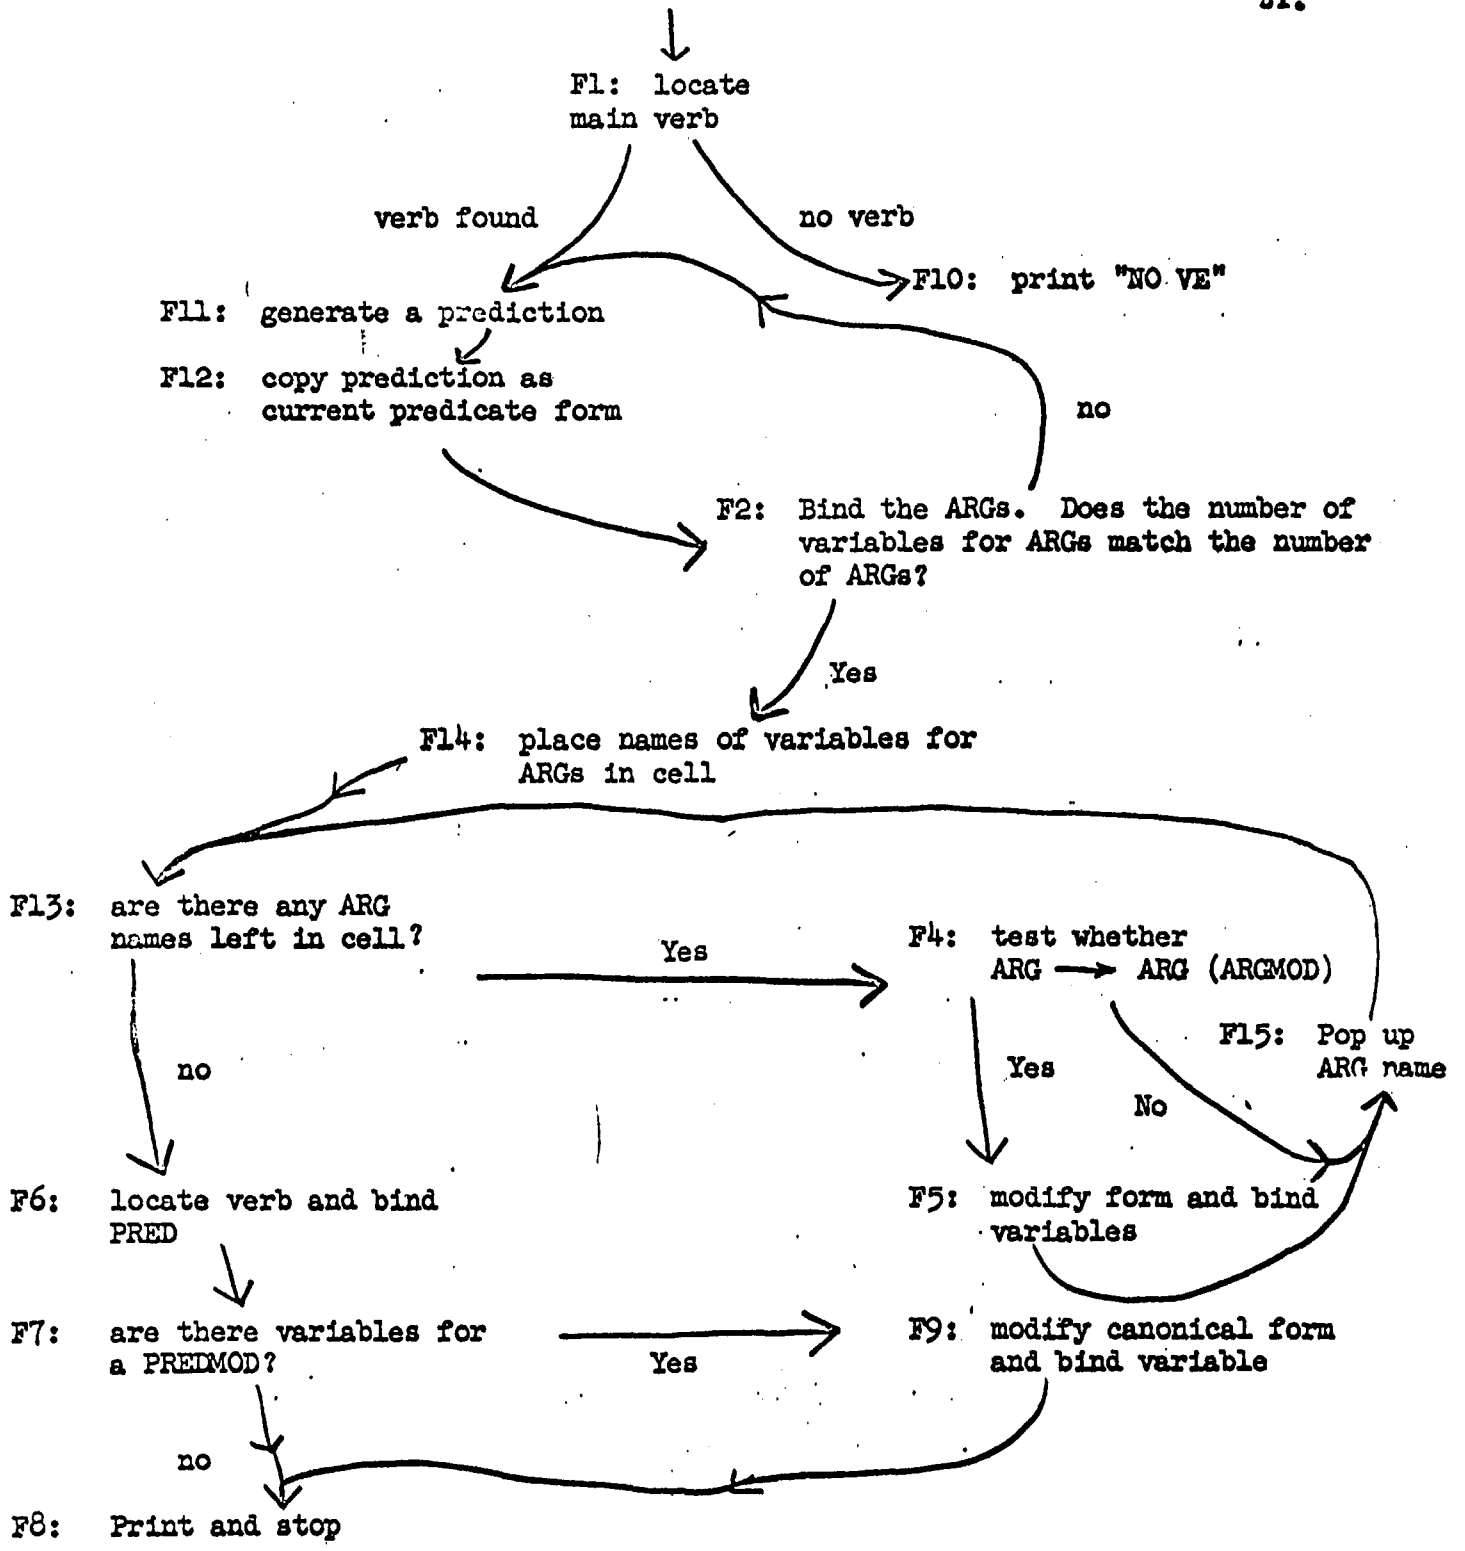 F1: locate
main verb
verb found
no verb
F10: print "NO VE"
F11: generate a prediction
F12: copy prediction as
current predicate form
no
F2: Bind the ARGs. Does the number of
variables for ARGs match the number
of ARGs?
Yes
F14: place names of variables for
ARGs in cell
F13: are there any ARG
names left in cell?
Yes
F4: test whether
ARG → ARG (ARGMOD)
F15: Pop up
ARG name
no
Yes
No
F6: locate verb and bind
PRED
F5: modify form and bind
variables
F7: are there variables for
a PREDMOD?
Yes
F9: modify canonical form
and bind variable
no
F8: Print and stop